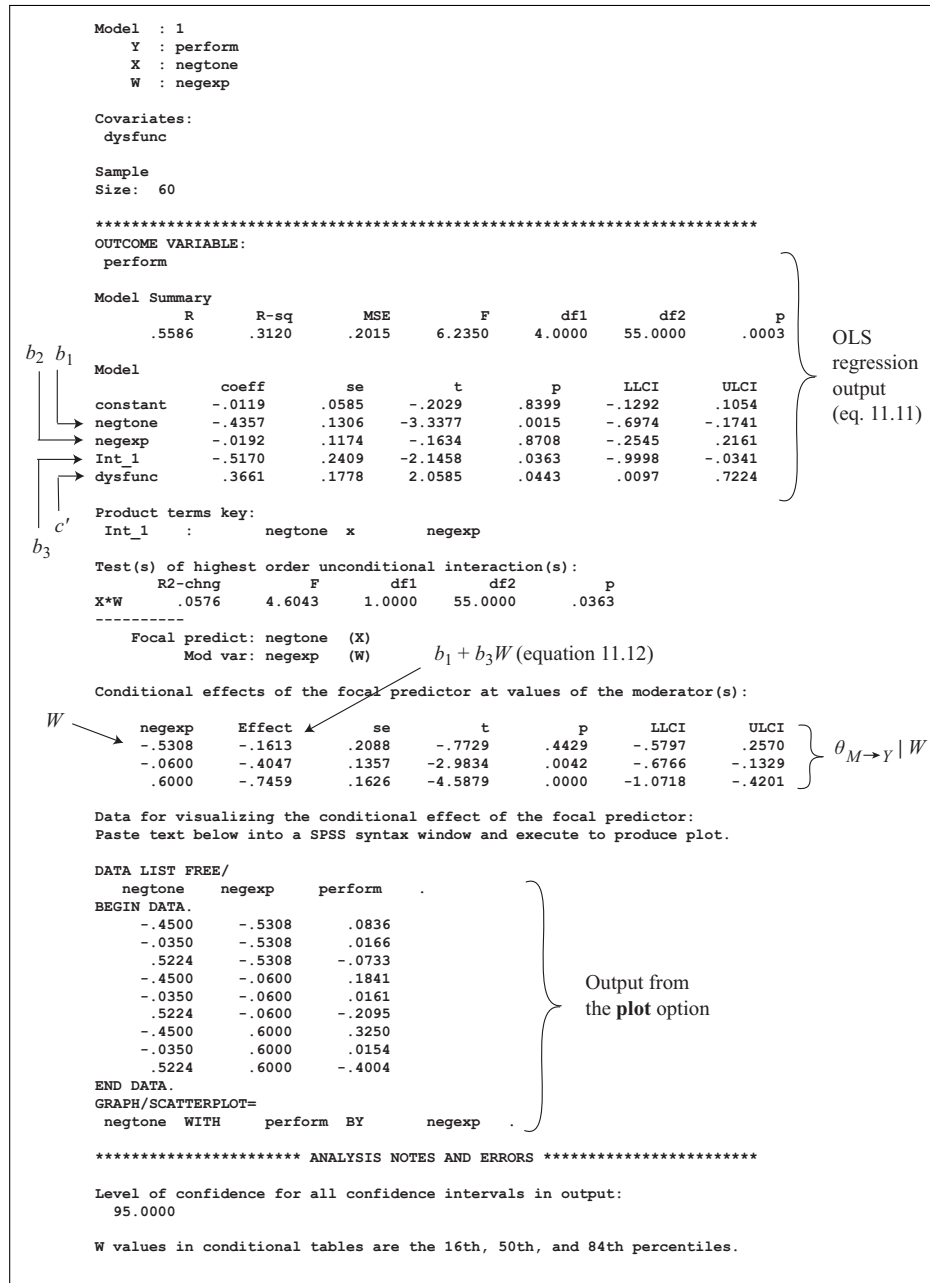 Model : 1
Y : perform
X : negtone
W : negexp
Covariates:
dysfunc
Sample
Size: 60
**************************************************************************
OUTCOME VARIABLE:
perform
Model Summary
R R-sq MSE F df1 df2 p
.5586 .3120 .2015 6.2350 4.0000 55.0000 .0003
Model
coeff se t p LLCI ULCI
constant -.0119 .0585 -.2029 .8399 -.1292 .1054
negtone -.4357 .1306 -3.3377 .0015 -.6974 -.1741
negexp -.0192 .1174 -.1634 .8708 -.2545 .2161
Int_1 -.5170 .2409 -2.1458 .0363 -.9998 -.0341
dysfunc .3661 .1778 2.0585 .0443 .0097 .7224
b2 b1
c′
b3
OLS
regression
output
(eq. 11.11)
Product terms key:
Int_1 : negtone x negexp
Test(s) of highest order unconditional interaction(s):
R2-chng F df1 df2 p
X*W .0576 4.6043 1.0000 55.0000 .0363
----------
Focal predict: negtone (X)
Mod var: negexp (W)
b1 + b3W (equation 11.12)
Conditional effects of the focal predictor at values of the moderator(s):
W
negexp Effect se t p LLCI ULCI
-.5308 -.1613 .2088 -.7729 .4429 -.5797 .2570
-.0600 -.4047 .1357 -2.9834 .0042 -.6766 -.1329
.6000 -.7459 .1626 -4.5879 .0000 -1.0718 -.4201
θM→Y | W
Data for visualizing the conditional effect of the focal predictor:
Paste text below into a SPSS syntax window and execute to produce plot.
DATA LIST FREE/
negtone negexp perform .
BEGIN DATA.
-.4500 -.5308 .0836
-.0350 -.5308 .0166
.5224 -.5308 -.0733
-.4500 -.0600 .1841
-.0350 -.0600 .0161
.5224 -.0600 -.2095
-.4500 .6000 .3250
-.0350 .6000 .0154
.5224 .6000 -.4004
END DATA.
GRAPH/SCATTERPLOT=
negtone WITH perform BY negexp .
Output from
the plot option
*********************** ANALYSIS NOTES AND ERRORS ************************
Level of confidence for all confidence intervals in output:
95.0000
W values in conditional tables are the 16th, 50th, and 84th percentiles.